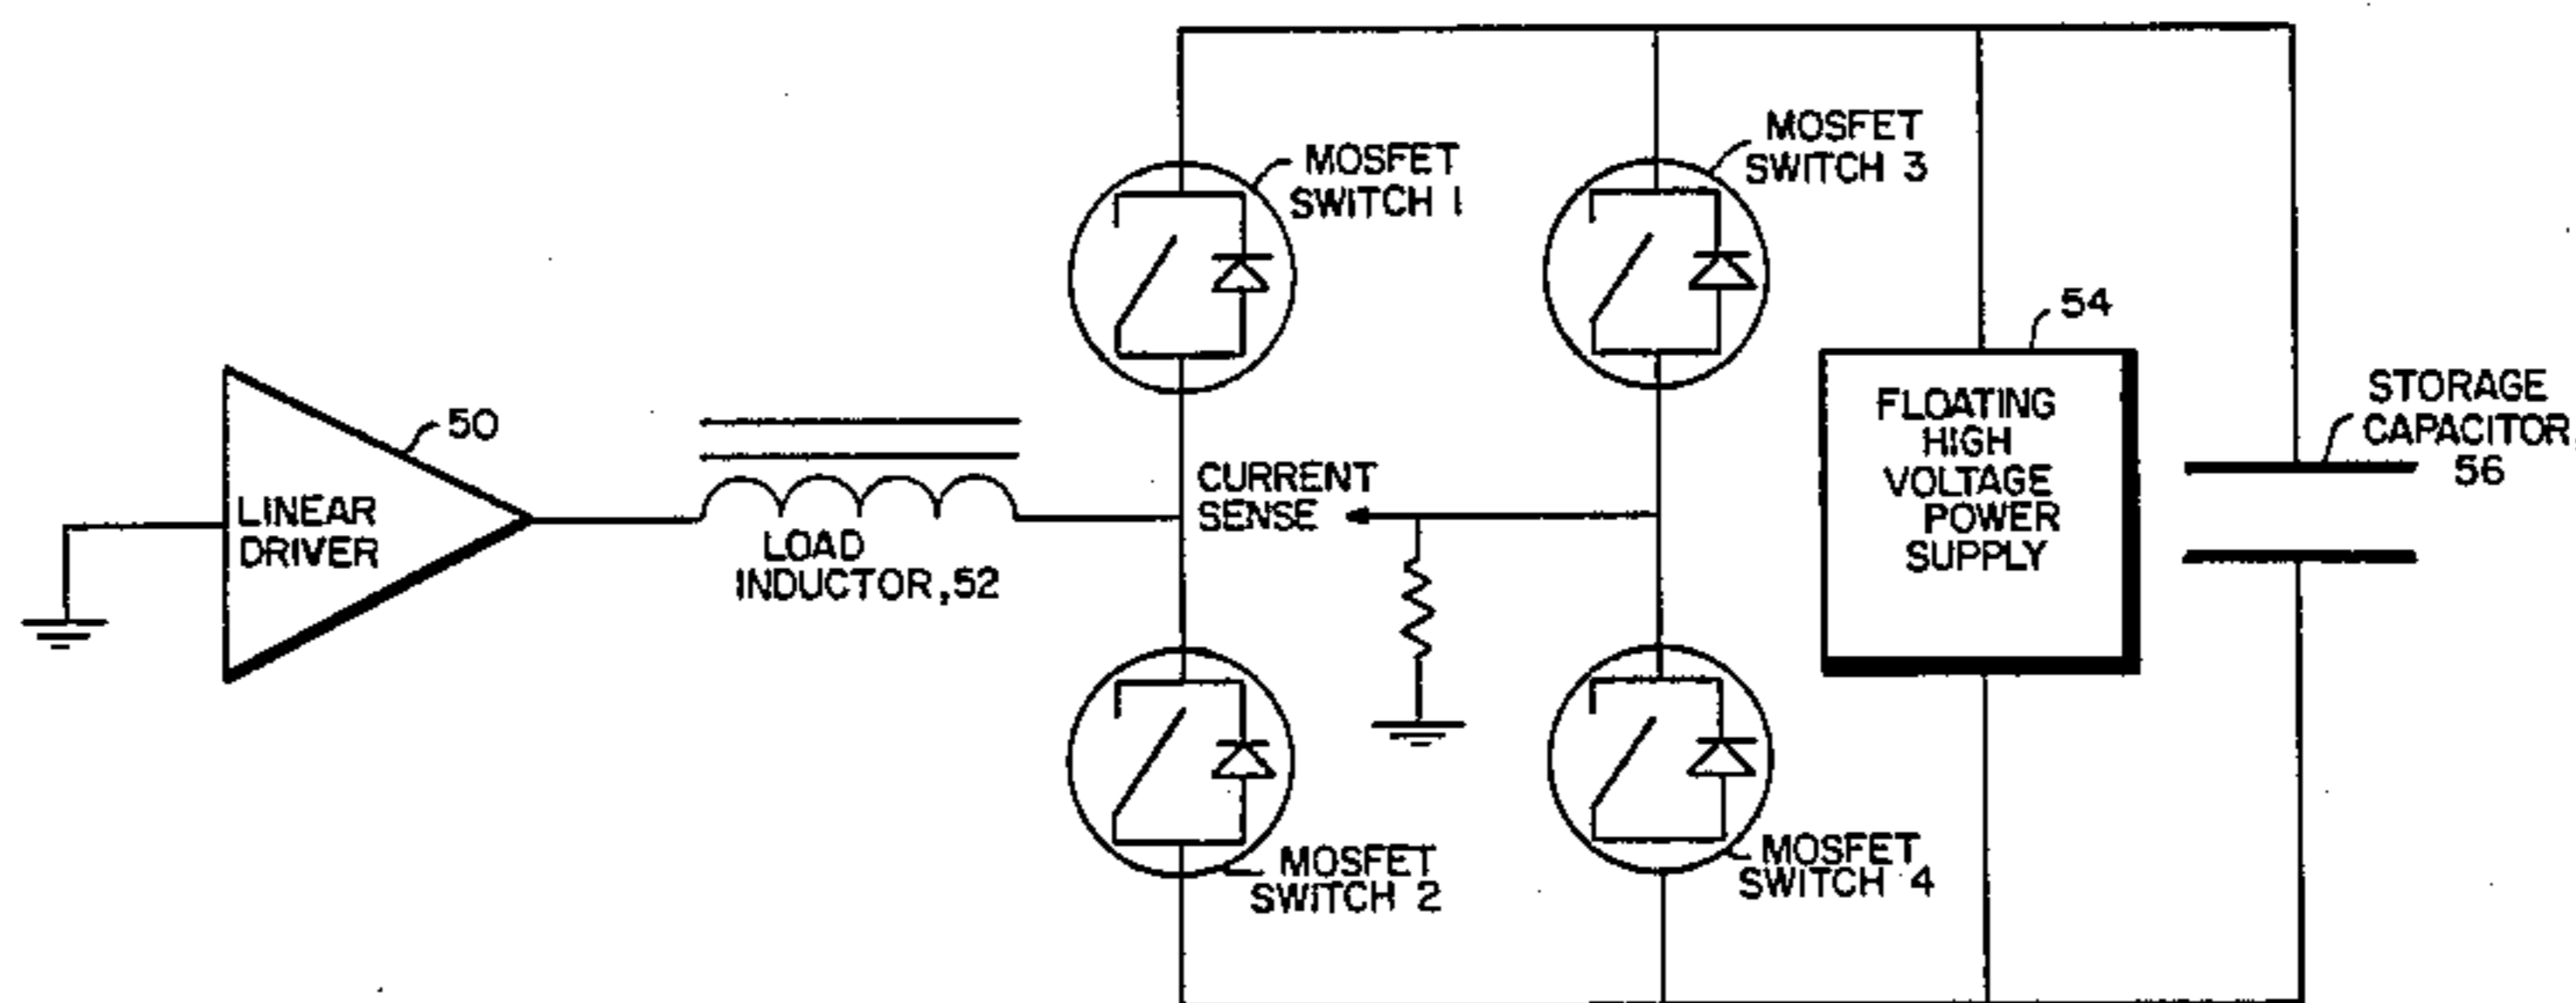 MOSFET
SWITCH 1
MOSFET
SWITCH 3
54
50
LINEAR
DRIVER
LOAD
INDUCTOR,52
CURRENT
SENSE
FLOATING
HIGH
VOLTAGE
POWER
SUPPLY
STORAGE
CAPACITOR,
56
MOSFET
SWITCH 2
MOSFET
SWITCH 4